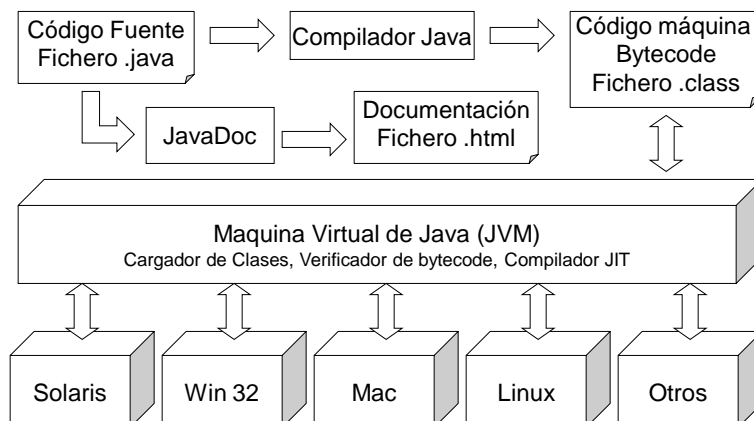 Código Fuente
Fichero .java
Compilador Java
Código máquina
Bytecode
Fichero .class
JavaDoc
Documentación
Fichero .html
Maquina Virtual de Java (JVM)
Cargador de Clases, Verificador de bytecode, Compilador JIT
Solaris
Win 32
Mac
Linux
Otros